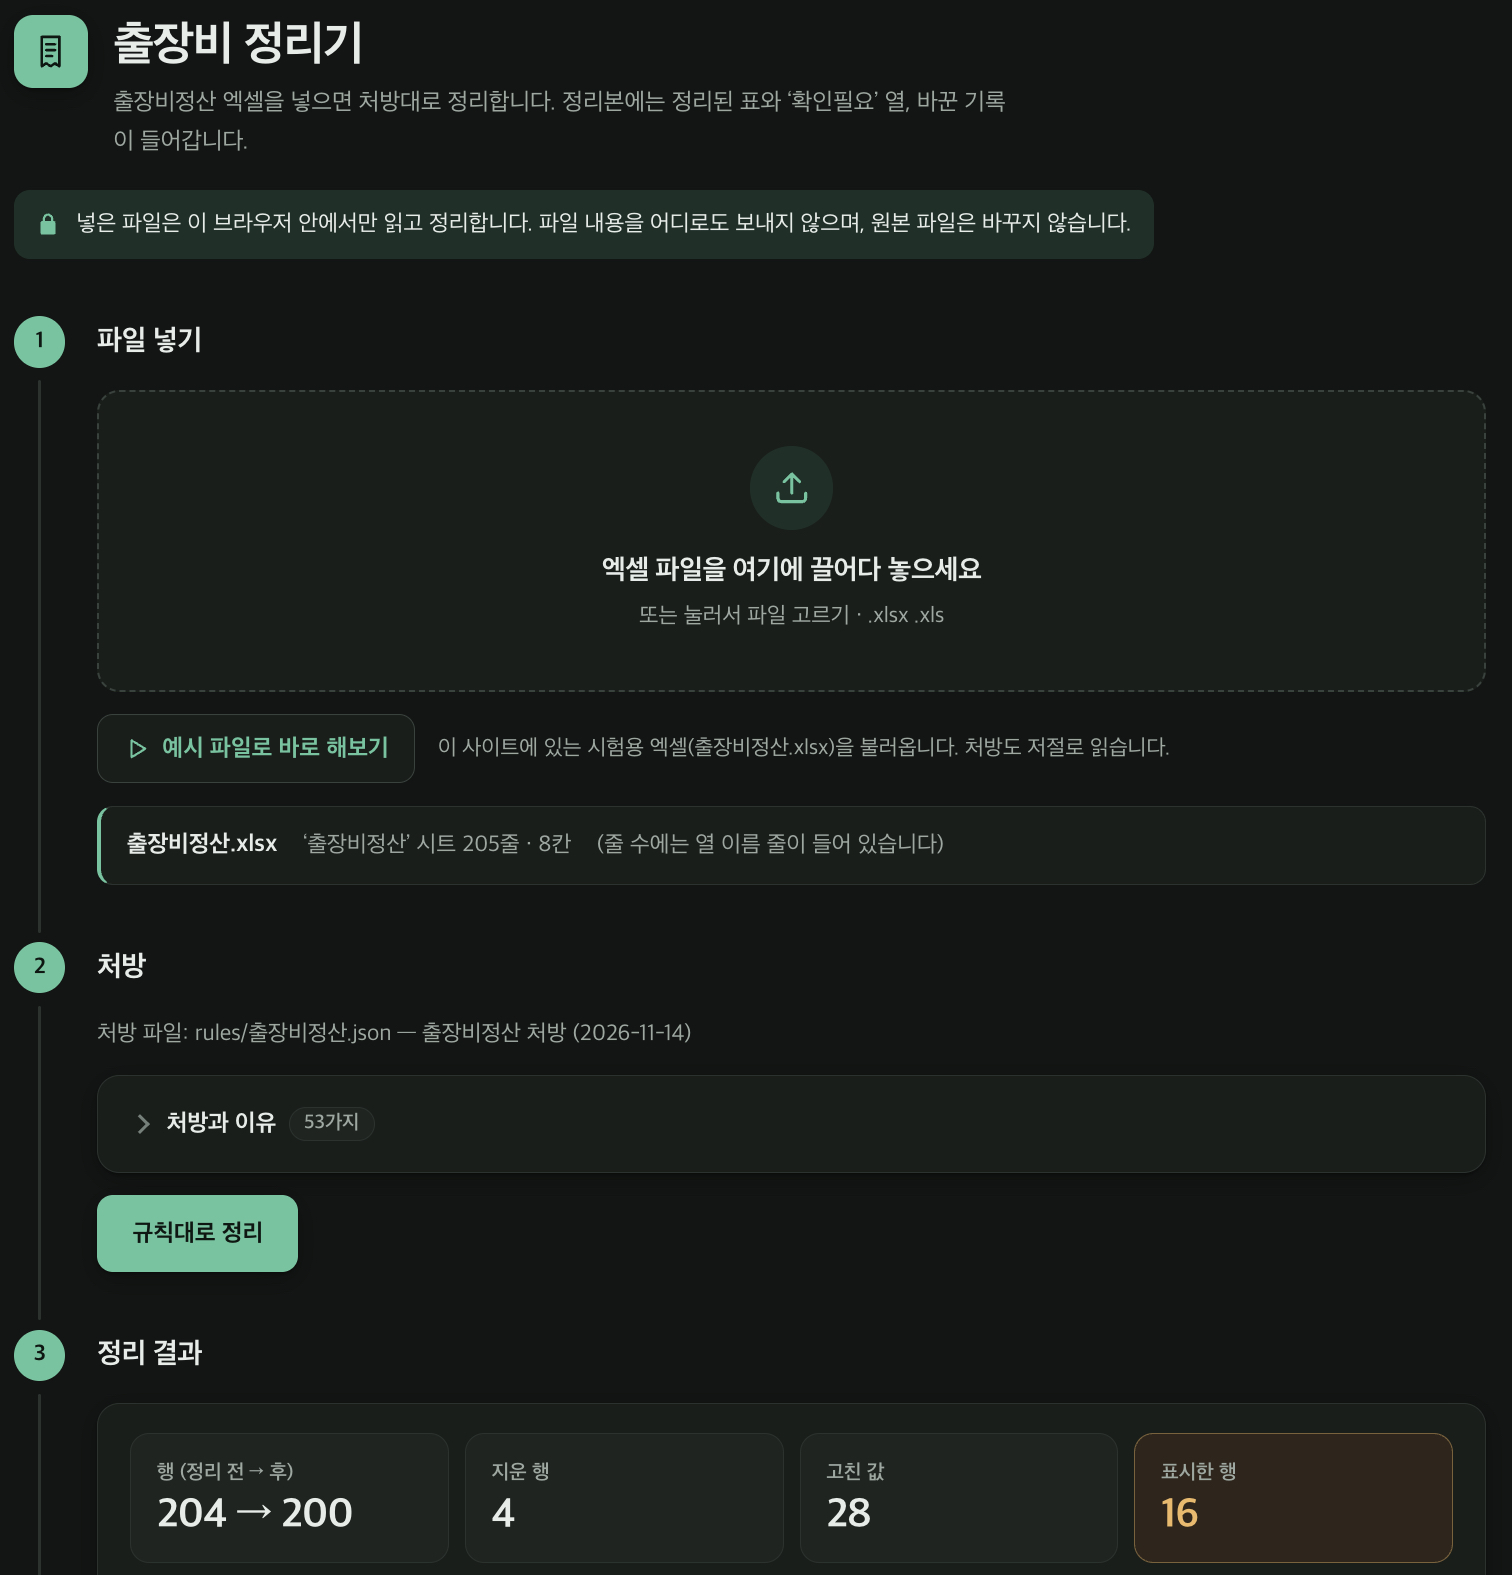 출장비 정리기
출장비정산 엑셀을 넣으면 처방대로 정리합니다. 정리본에는 정리된 표와 ‘확인필요’ 열, 바꾼 기록
이 들어갑니다.
넣은 파일은 이 브라우저 안에서만 읽고 정리합니다. 파일 내용을 어디로도 보내지 않으며, 원본 파일은 바꾸지 않습니다.
1
파일 넣기
엑셀 파일을 여기에 끌어다 놓으세요
또는 눌러서 파일 고르기 · .xlsx .xls
예시 파일로 바로 해보기
이 사이트에 있는 시험용 엑셀(출장비정산.xlsx)을 불러옵니다. 처방도 저절로 읽습니다.
출장비정산.xlsx ‘출장비정산’ 시트 205줄 · 8칸 (줄 수에는 열 이름 줄이 들어 있습니다)
2
처방
처방 파일: rules/출장비정산.json — 출장비정산 처방 (2026-11-14)
처방과 이유 53가지
규칙대로 정리
3
정리 결과
행 (정리 전 → 후)
204 → 200
지운 행
4
고친 값
28
표시한 행
16